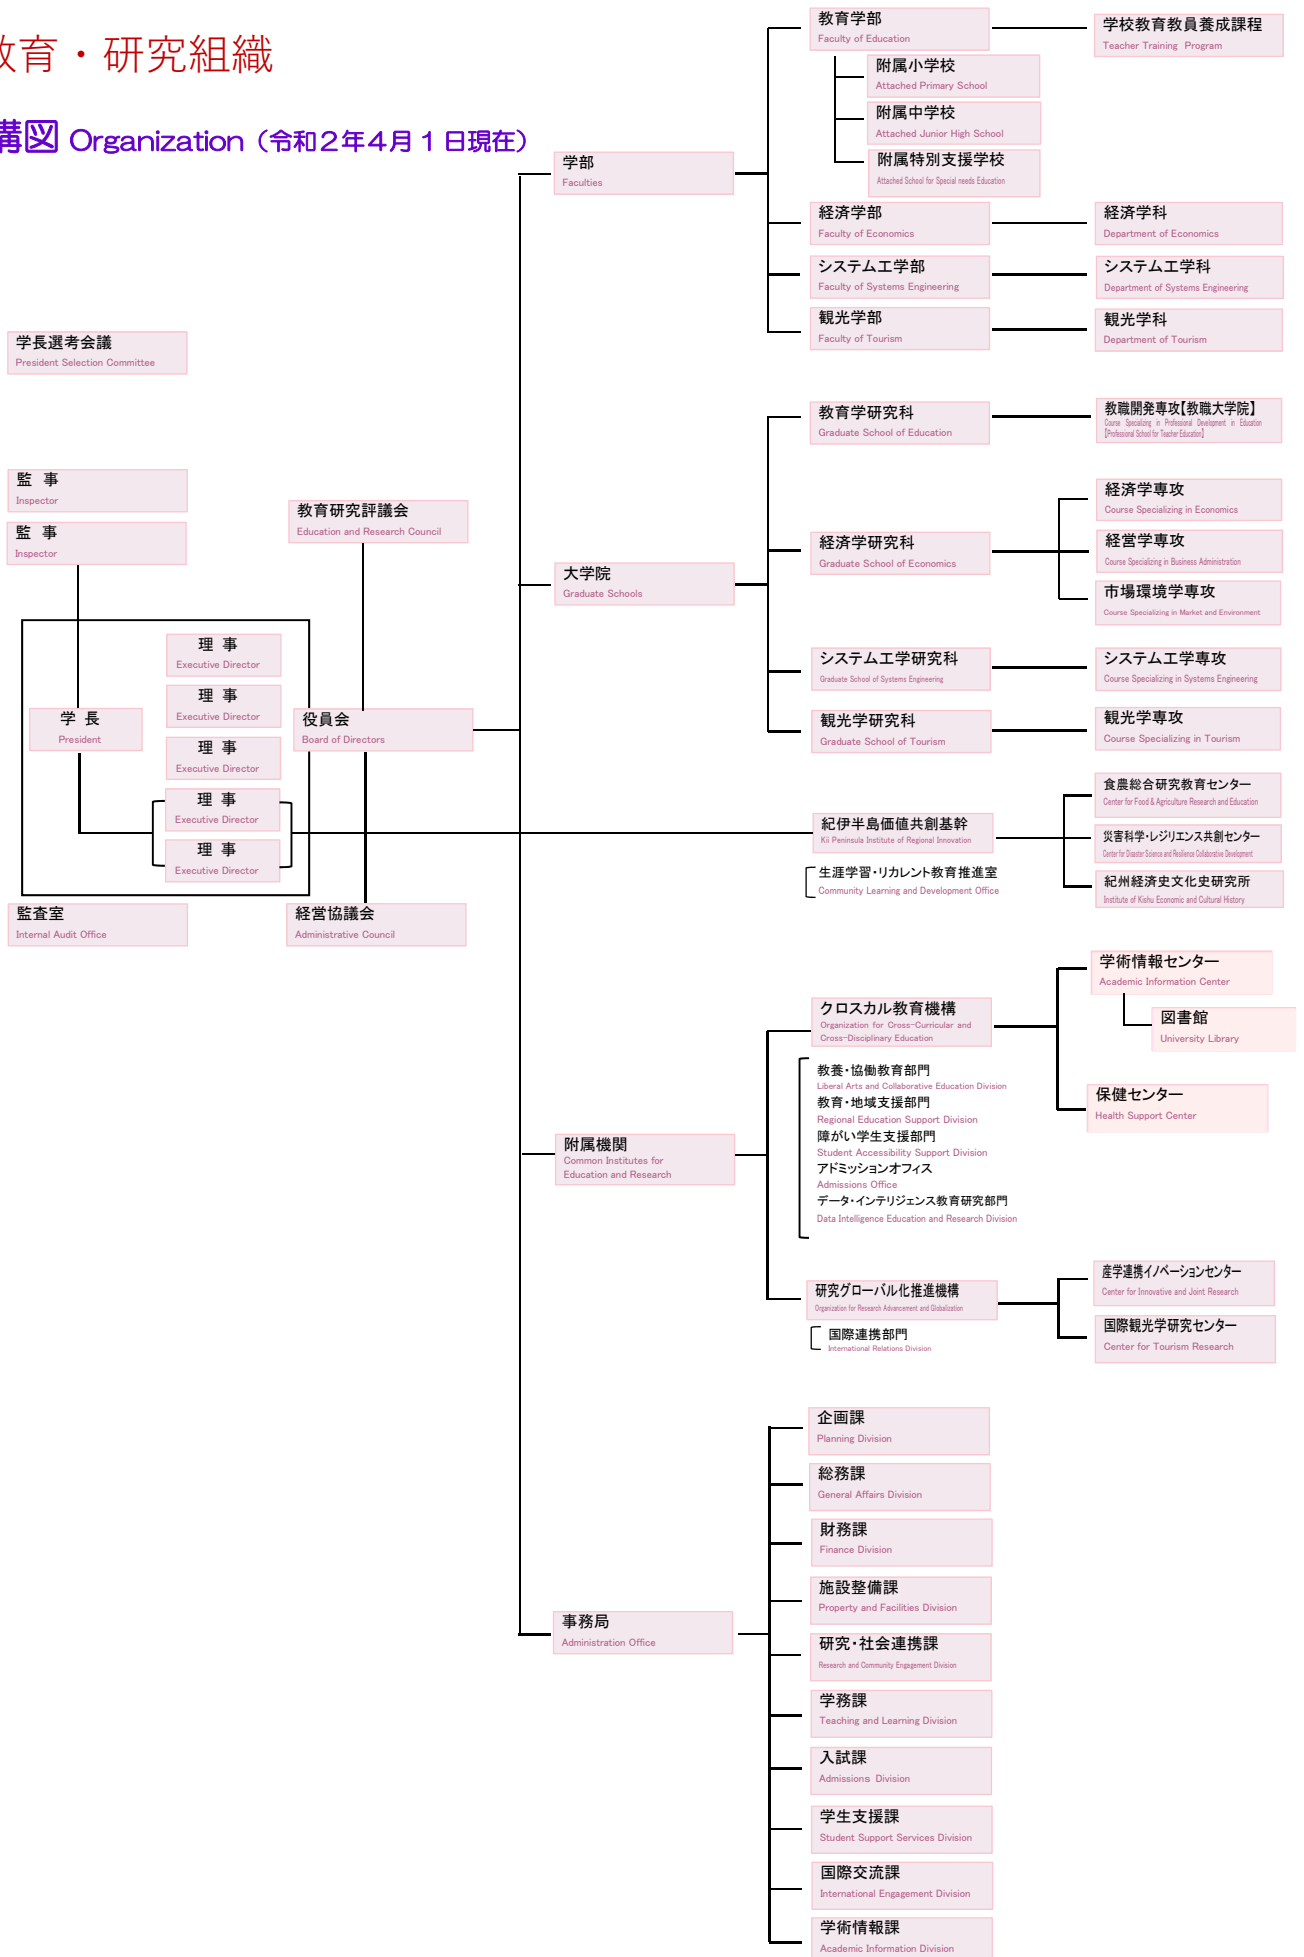 教育・研究組織
構図 Organization（令和２年４月１日現在）
学長選考会議
President Selection Committee
監 事
Inspector
監 事
Inspector
教育研究評議会
Education and Research Council
学 長
President
理 事
Executive Director
理 事
Executive Director
理 事
Executive Director
理 事
Executive Director
理 事
Executive Director
役員会
Board of Directors
監査室
Internal Audit Office
経営協議会
Administrative Council
学部
Faculties
教育学部
Faculty of Education
学校教育教員養成課程
Teacher Training Program
附属小学校
Attached Primary School
附属中学校
Attached Junior High School
附属特別支援学校
Attached School for Special needs Education
経済学部
Faculty of Economics
経済学科
Department of Economics
システム工学部
Faculty of Systems Engineering
システム工学科
Department of Systems Engineering
観光学部
Faculty of Tourism
観光学科
Department of Tourism
大学院
Graduate Schools
教育学研究科
Graduate School of Education
教職開発専攻【教職大学院】
Course Specializing in Professional Development in Education
【Professional School for Teacher Education】
経済学研究科
Graduate School of Economics
経済学専攻
Course Specializing in Economics
経営学専攻
Course Specializing in Business Administration
市場環境学専攻
Course Specializing in Market and Environment
システム工学研究科
Graduate School of Systems Engineering
システム工学専攻
Course Specializing in Systems Engineering
観光学研究科
Graduate School of Tourism
観光学専攻
Course Specializing in Tourism
紀伊半島価値共創基幹
Kii Peninsula Institute of Regional Innovation
生涯学習・リカレント教育推進室
Community Learning and Development Office
食農総合研究教育センター
Center for Food & Agriculture Research and Education
災害科学・レジリエンス共創センター
Center for Disaster Science and Resilience Collaborative Development
紀州経済史文化史研究所
Institute of Kishu Economic and Cultural History
附属機関
Common Institutes for
Education and Research
クロスカル教育機構
Organization for Cross-Curricular and
Cross-Disciplinary Education
教養・協働教育部門
Liberal Arts and Collaborative Education Division
教育・地域支援部門
Regional Education Support Division
障がい学生支援部門
Student Accessibility Support Division
アドミッションオフィス
Admissions Office
データ・インテリジェンス教育研究部門
Data Intelligence Education and Research Division
学術情報センター
Academic Information Center
図書館
University Library
保健センター
Health Support Center
研究グローバル化推進機構
Organization for Research Advancement and Globalization
国際連携部門
International Relations Division
産学連携イノベーションセンター
Center for Innovative and Joint Research
国際観光学研究センター
Center for Tourism Research
事務局
Administration Office
企画課
Planning Division
総務課
General Affairs Division
財務課
Finance Division
施設整備課
Property and Facilities Division
研究・社会連携課
Research and Community Engagement Division
学務課
Teaching and Learning Division
入試課
Admissions Division
学生支援課
Student Support Services Division
国際交流課
International Engagement Division
学術情報課
Academic Information Division